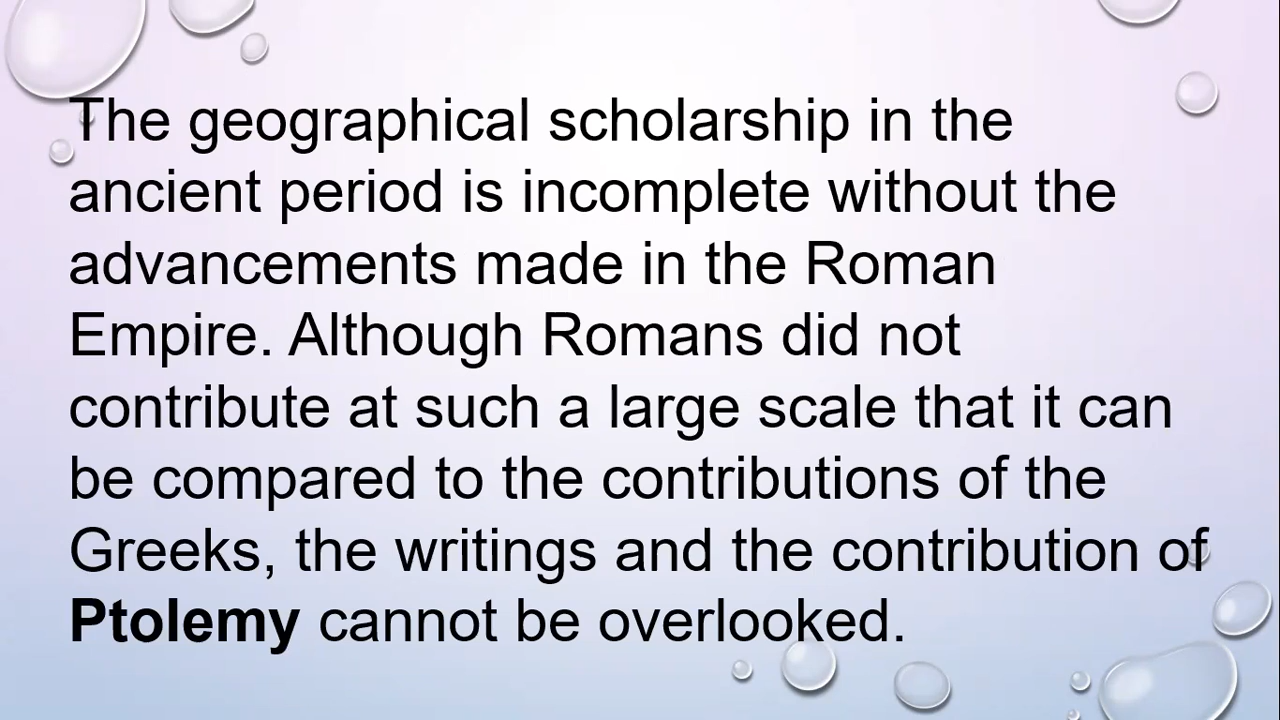 The geographical scholarship in the
ancient period is incomplete without the
advancements made in the Roman
Empire. Although Romans did not
contribute at such a large scale that it can
be compared to the contributions of the
Greeks, the writings and the contribution of
Ptolemy cannot be overlooked.